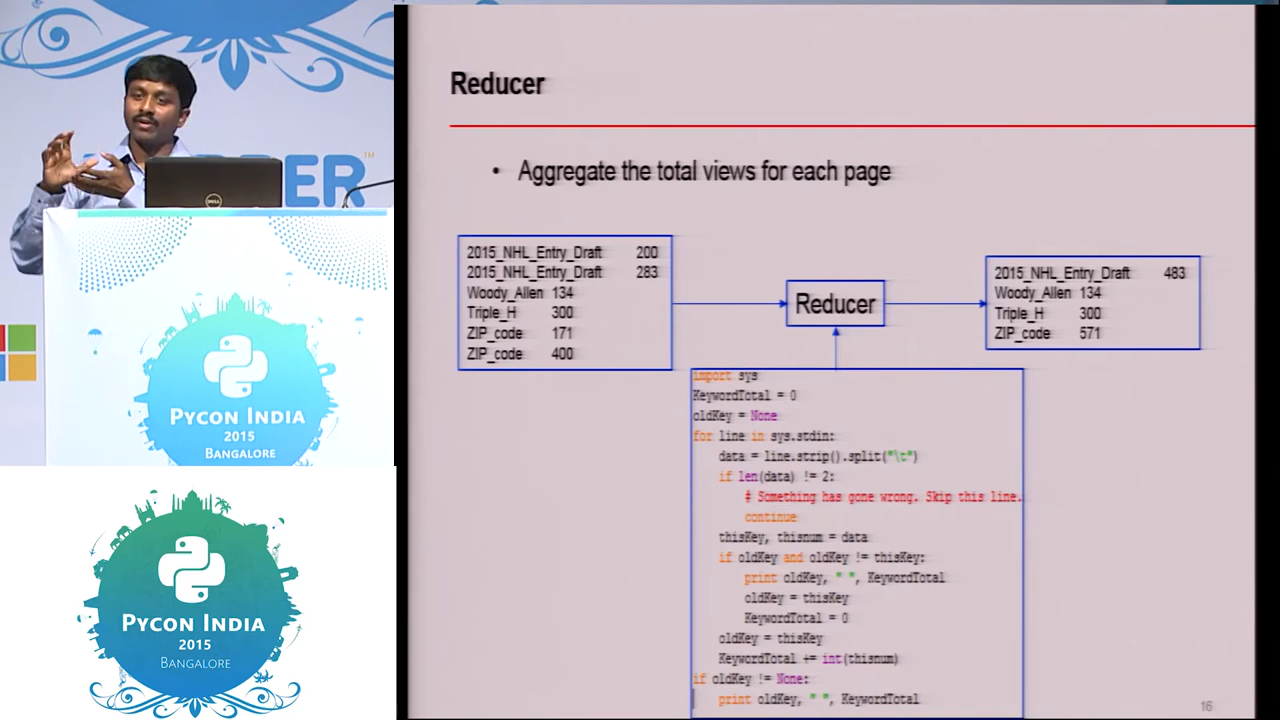 ER™
DELL
PYCON INDIA
2015
BANGALORE
PYCON INDIA
2015
BANGALORE
Reducer
• Aggregate the total views for each page
2015_NHL_Entry_Draft 200
2015_NHL_Entry_Draft 283
Woody_Allen 134
Triple_H 300
ZIP_code 171
ZIP_code 400
Reducer
2015_NHL_Entry_Draft 483
Woody_Allen 134
Triple_H 300
ZIP_code 571
import sys
KeywordTotal = 0
oldKey = None
for line in sys.stdin:
data = line.strip().split("\t")
if len(data) != 2:
# Something has gone wrong. Skip this line.
continue
thisKey, thisnum = data
if oldKey and oldKey != thisKey:
print oldKey, " ", KeywordTotal
oldKey = thisKey
KeywordTotal = 0
oldKey = thisKey
KeywordTotal += int(thisnum)
if oldKey != None:
print oldKey, " ", KeywordTotal
16